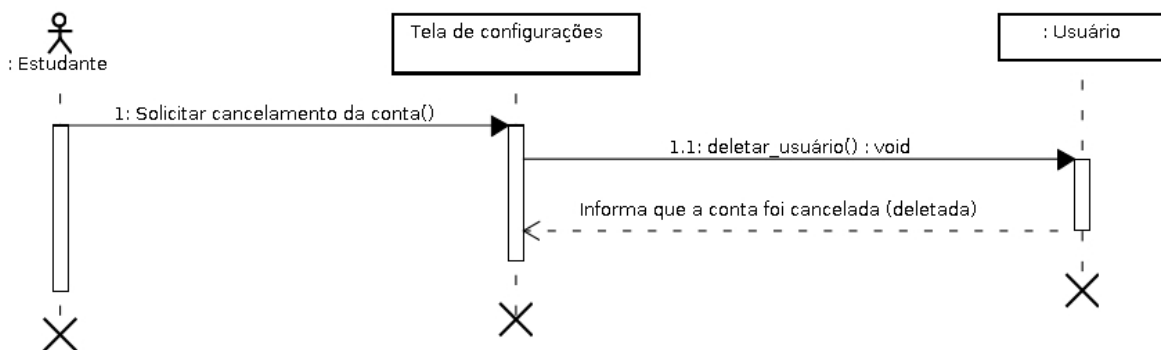 : Estudante
Tela de configurações
: Usuário
1: Solicitar cancelamento da conta()
1.1: deletar_usuário() : void
Informa que a conta foi cancelada (deletada)